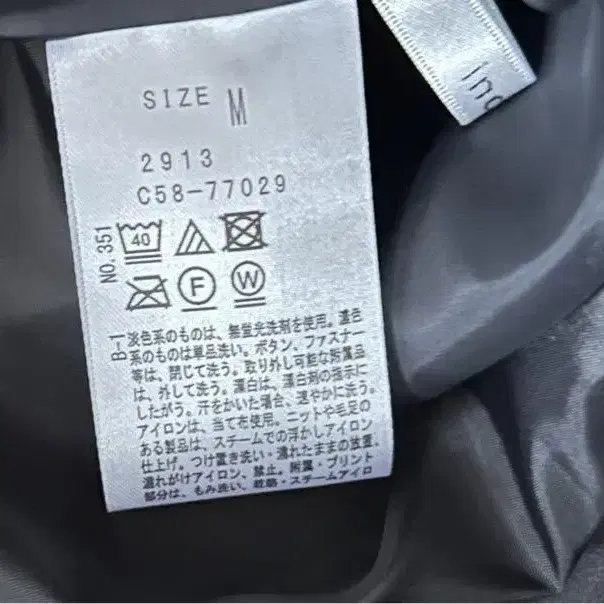 SIZE M
2913
C58-77029
NO.351
40
F
W
B-1
淡色系のものは、無蛍光洗剤を使用。濃色
系のものは単品洗い。ボタン、ファスナー
等は、閉じて洗う。取り外し可能な附属品
は、外して洗う。漂白は、漂白剤の指示に
したがう。汗をかいた場合、速やかに洗う。
アイロンは、当て布使用。ニットや毛足の
ある製品は、スチームでの浮かしアイロン
仕上げ。つけ置き洗い・濡れたままの放置、
濡れがけアイロン、禁止。附属・プリント
部分は、もみ洗い、乾熱・スチームアイロ